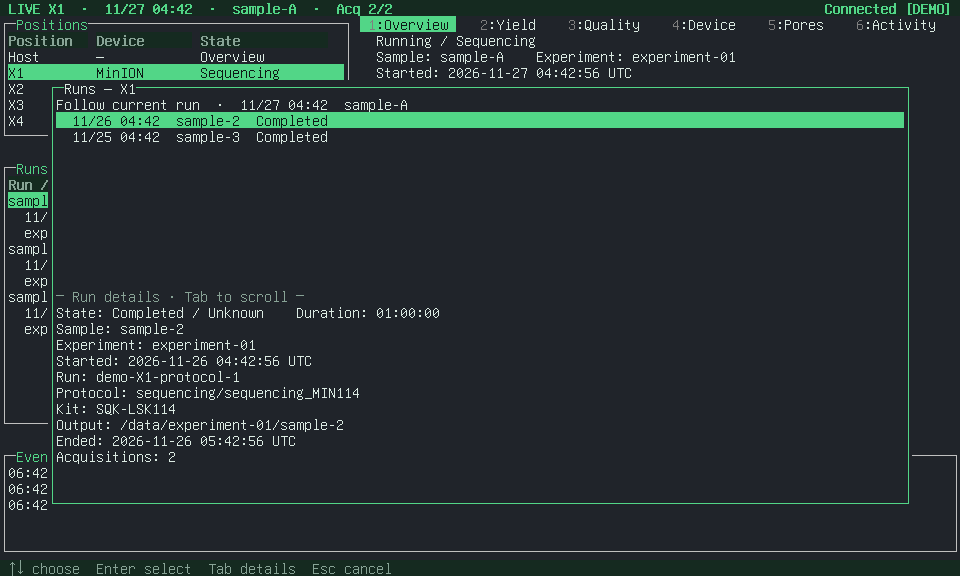 LIVE X1 · 11/27 04:42 · sample-A · Acq 2/2 Connected [DEMO]
Positions 1:Overview 2:Yield 3:Quality 4:Device 5:Pores 6:Activity
Position Device State
Running / Sequencing
Host — Overview
Sample: sample-A Experiment: experiment-01
X1 MinION Sequencing
Started: 2026-11-27 04:42:56 UTC
X2
Runs — X1
X3
Follow current run · 11/27 04:42 sample-A
X4
11/26 04:42 sample-2 Completed
11/25 04:42 sample-3 Completed
Runs
Run /
sampl
11/
exp
sampl
11/
exp
sampl
11/
exp
Run details · Tab to scroll
State: Completed / Unknown Duration: 01:00:00
Sample: sample-2
Experiment: experiment-01
Started: 2026-11-26 04:42:56 UTC
Run: demo-X1-protocol-1
Protocol: sequencing/sequencing_MIN114
Kit: SQK-LSK114
Output: /data/experiment-01/sample-2
Ended: 2026-11-26 05:42:56 UTC
Acquisitions: 2
Even
06:42
06:42
06:42
↑↓ choose Enter select Tab details Esc cancel